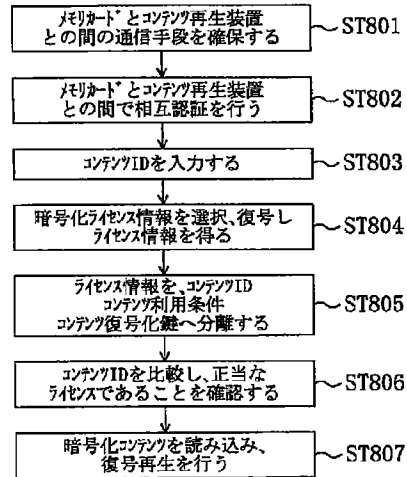 メモリカードとコンテンツ再生装置
との間の通信手段を確保する
ST801
メモリカードとコンテンツ再生装置
との間で相互認証を行う
ST802
コンテンツIDを入力する
ST803
暗号化ライセンス情報を選択、復号し
ライセンス情報を得る
ST804
ライセンス情報を、コンテンツID
コンテンツ利用条件
コンテンツ復号化鍵へ分離する
ST805
コンテンツIDを比較し、正当な
ライセンスであることを確認する
ST806
暗号化コンテンツを読み込み、
復号再生を行う
ST807